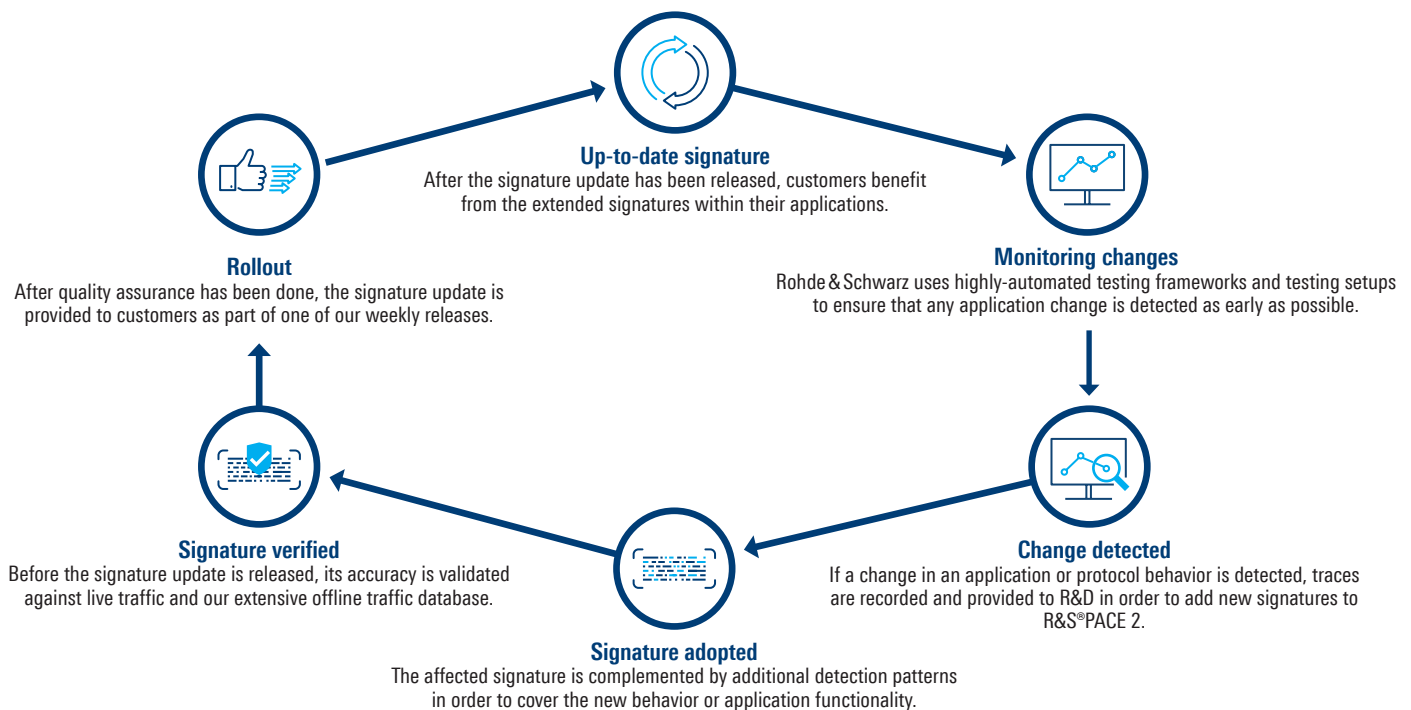 Up-to-date signature
After the signature update has been released, customers benefit
from the extended signatures within their applications.
Monitoring changes
Rohde & Schwarz uses highly-automated testing frameworks and testing setups
to ensure that any application change is detected as early as possible.
Change detected
If a change in an application or protocol behavior is detected, traces
are recorded and provided to R&D in order to add new signatures to
R&S®PACE 2.
Signature adopted
The affected signature is complemented by additional detection patterns
in order to cover the new behavior or application functionality.
Signature verified
Before the signature update is released, its accuracy is validated
against live traffic and our extensive offline traffic database.
Rollout
After quality assurance has been done, the signature update is
provided to customers as part of one of our weekly releases.